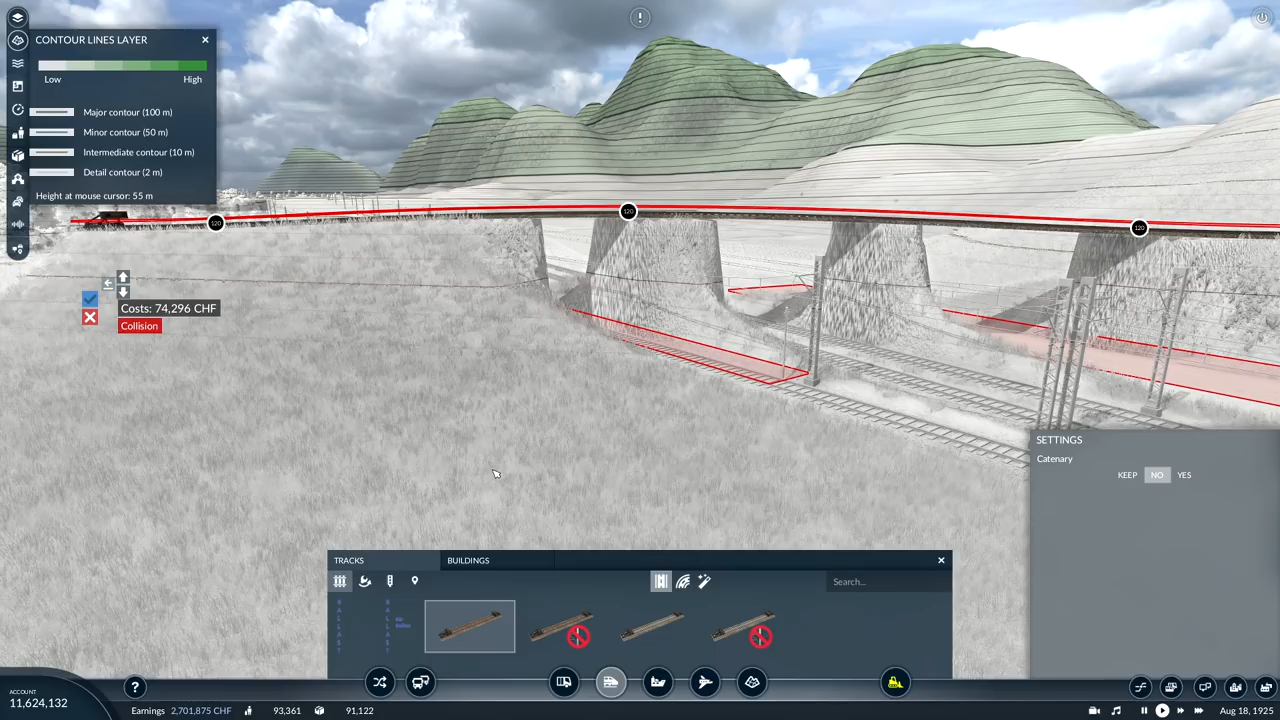 CONTOUR LINES LAYER
Low High
Major contour (100 m)
Minor contour (50 m)
Intermediate contour (10 m)
Detail contour (2 m)
Height at mouse cursor: 55 m
120
120
120
Costs: 74,296 CHF
Collision
SETTINGS
Catenary
KEEP NO YES
TRACKS BUILDINGS
Search...
BALLAST
BALLAST
ACCOUNT
11,624,132
?
Earnings 2,701,875 CHF 93,361 91,122
Aug 18, 1925